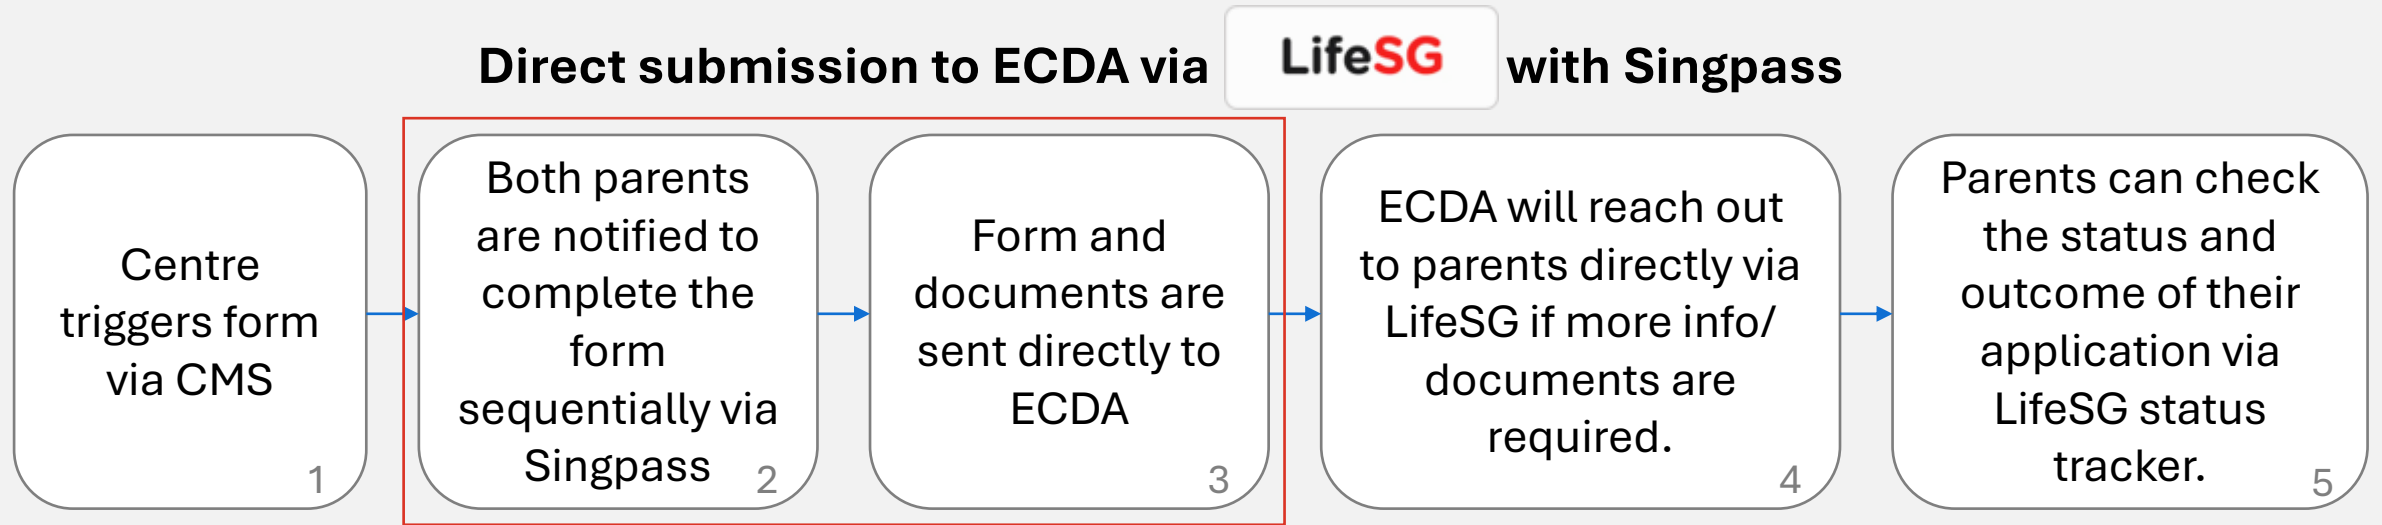 Direct submission to ECDA via LifeSG with Singpass
Centre
triggers form
via CMS
1
Both parents
are notified to
complete the
form
sequentially via
Singpass
2
Form and
documents are
sent directly to
ECDA
3
ECDA will reach out
to parents directly via
LifeSG if more info/
documents are
required.
4
Parents can check
the status and
outcome of their
application via
LifeSG status
tracker.
5